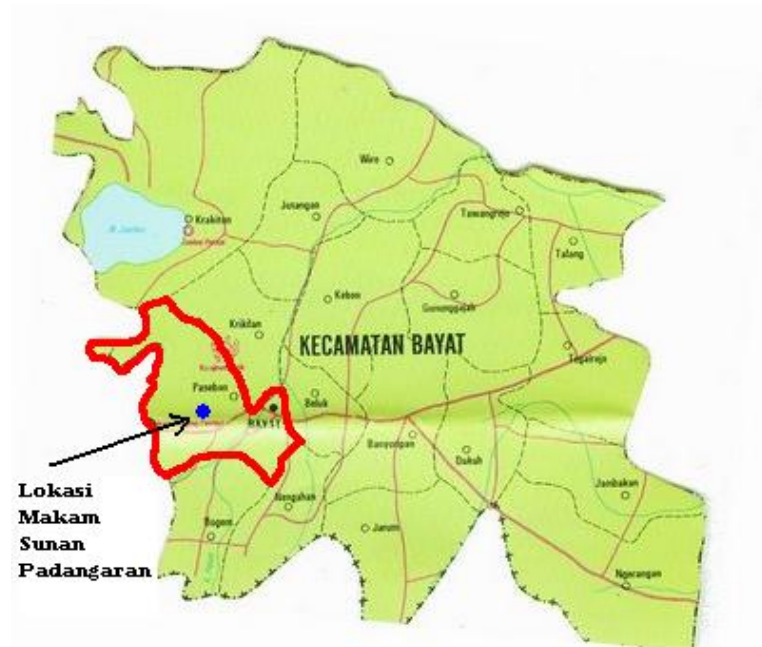 Wiro
Jotangan
Krakitan
Tawangrejo
Talang
Kebon
Gununggajah
Krikilan
KECAMATAN BAYAT
Tegalrejo
Paseban
Beluk
BAYAT
Banyuripan
Dukuh
Lokasi
Makam
Sunan
Padangaran
Nengahan
Jambakan
Bogem
Jarum
Ngerangan